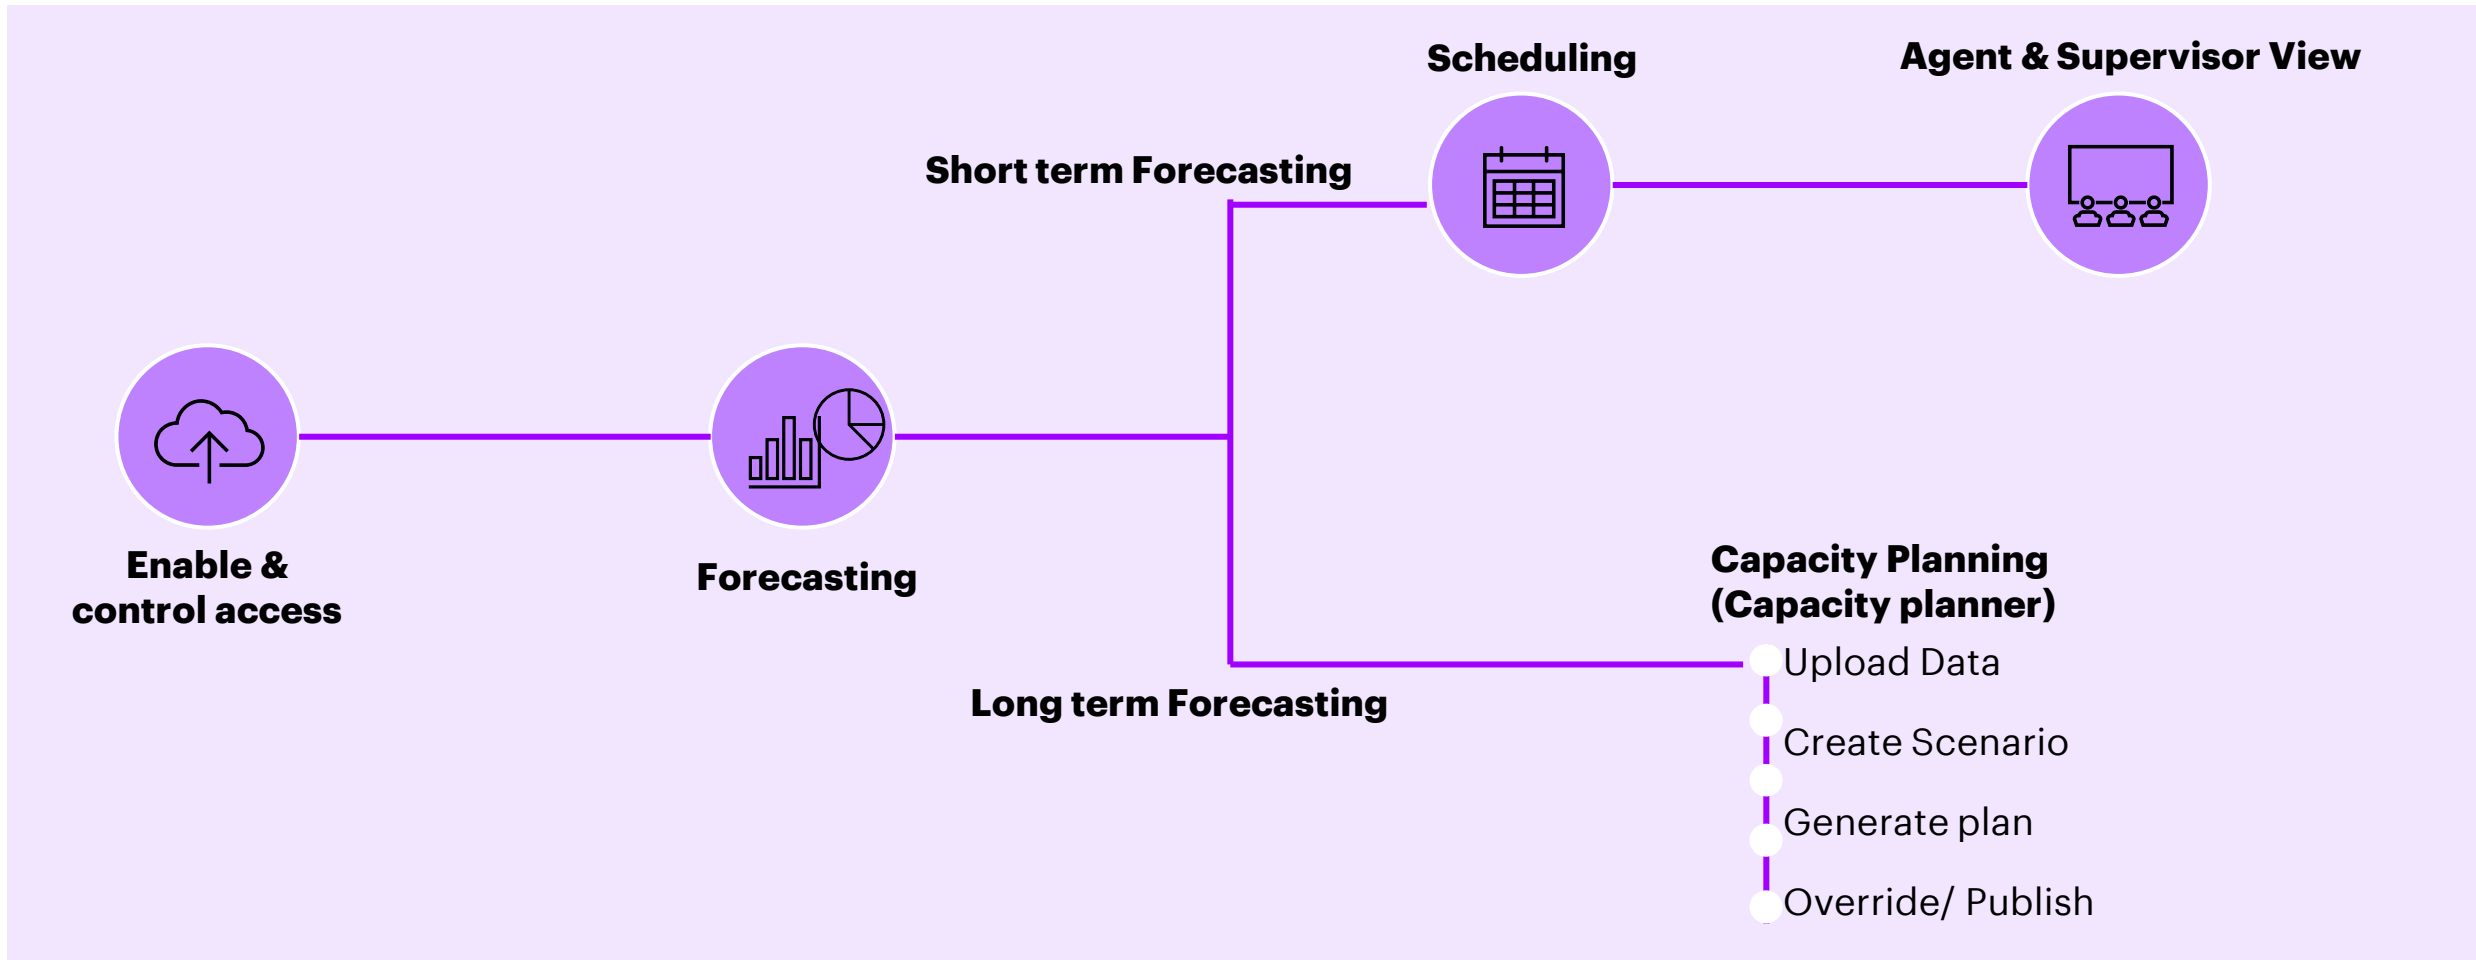 Scheduling
Agent & Supervisor View
Short term Forecasting
Enable &
control access
Forecasting
Long term Forecasting
Capacity Planning
(Capacity planner)
Upload Data
Create Scenario
Generate plan
Override/ Publish